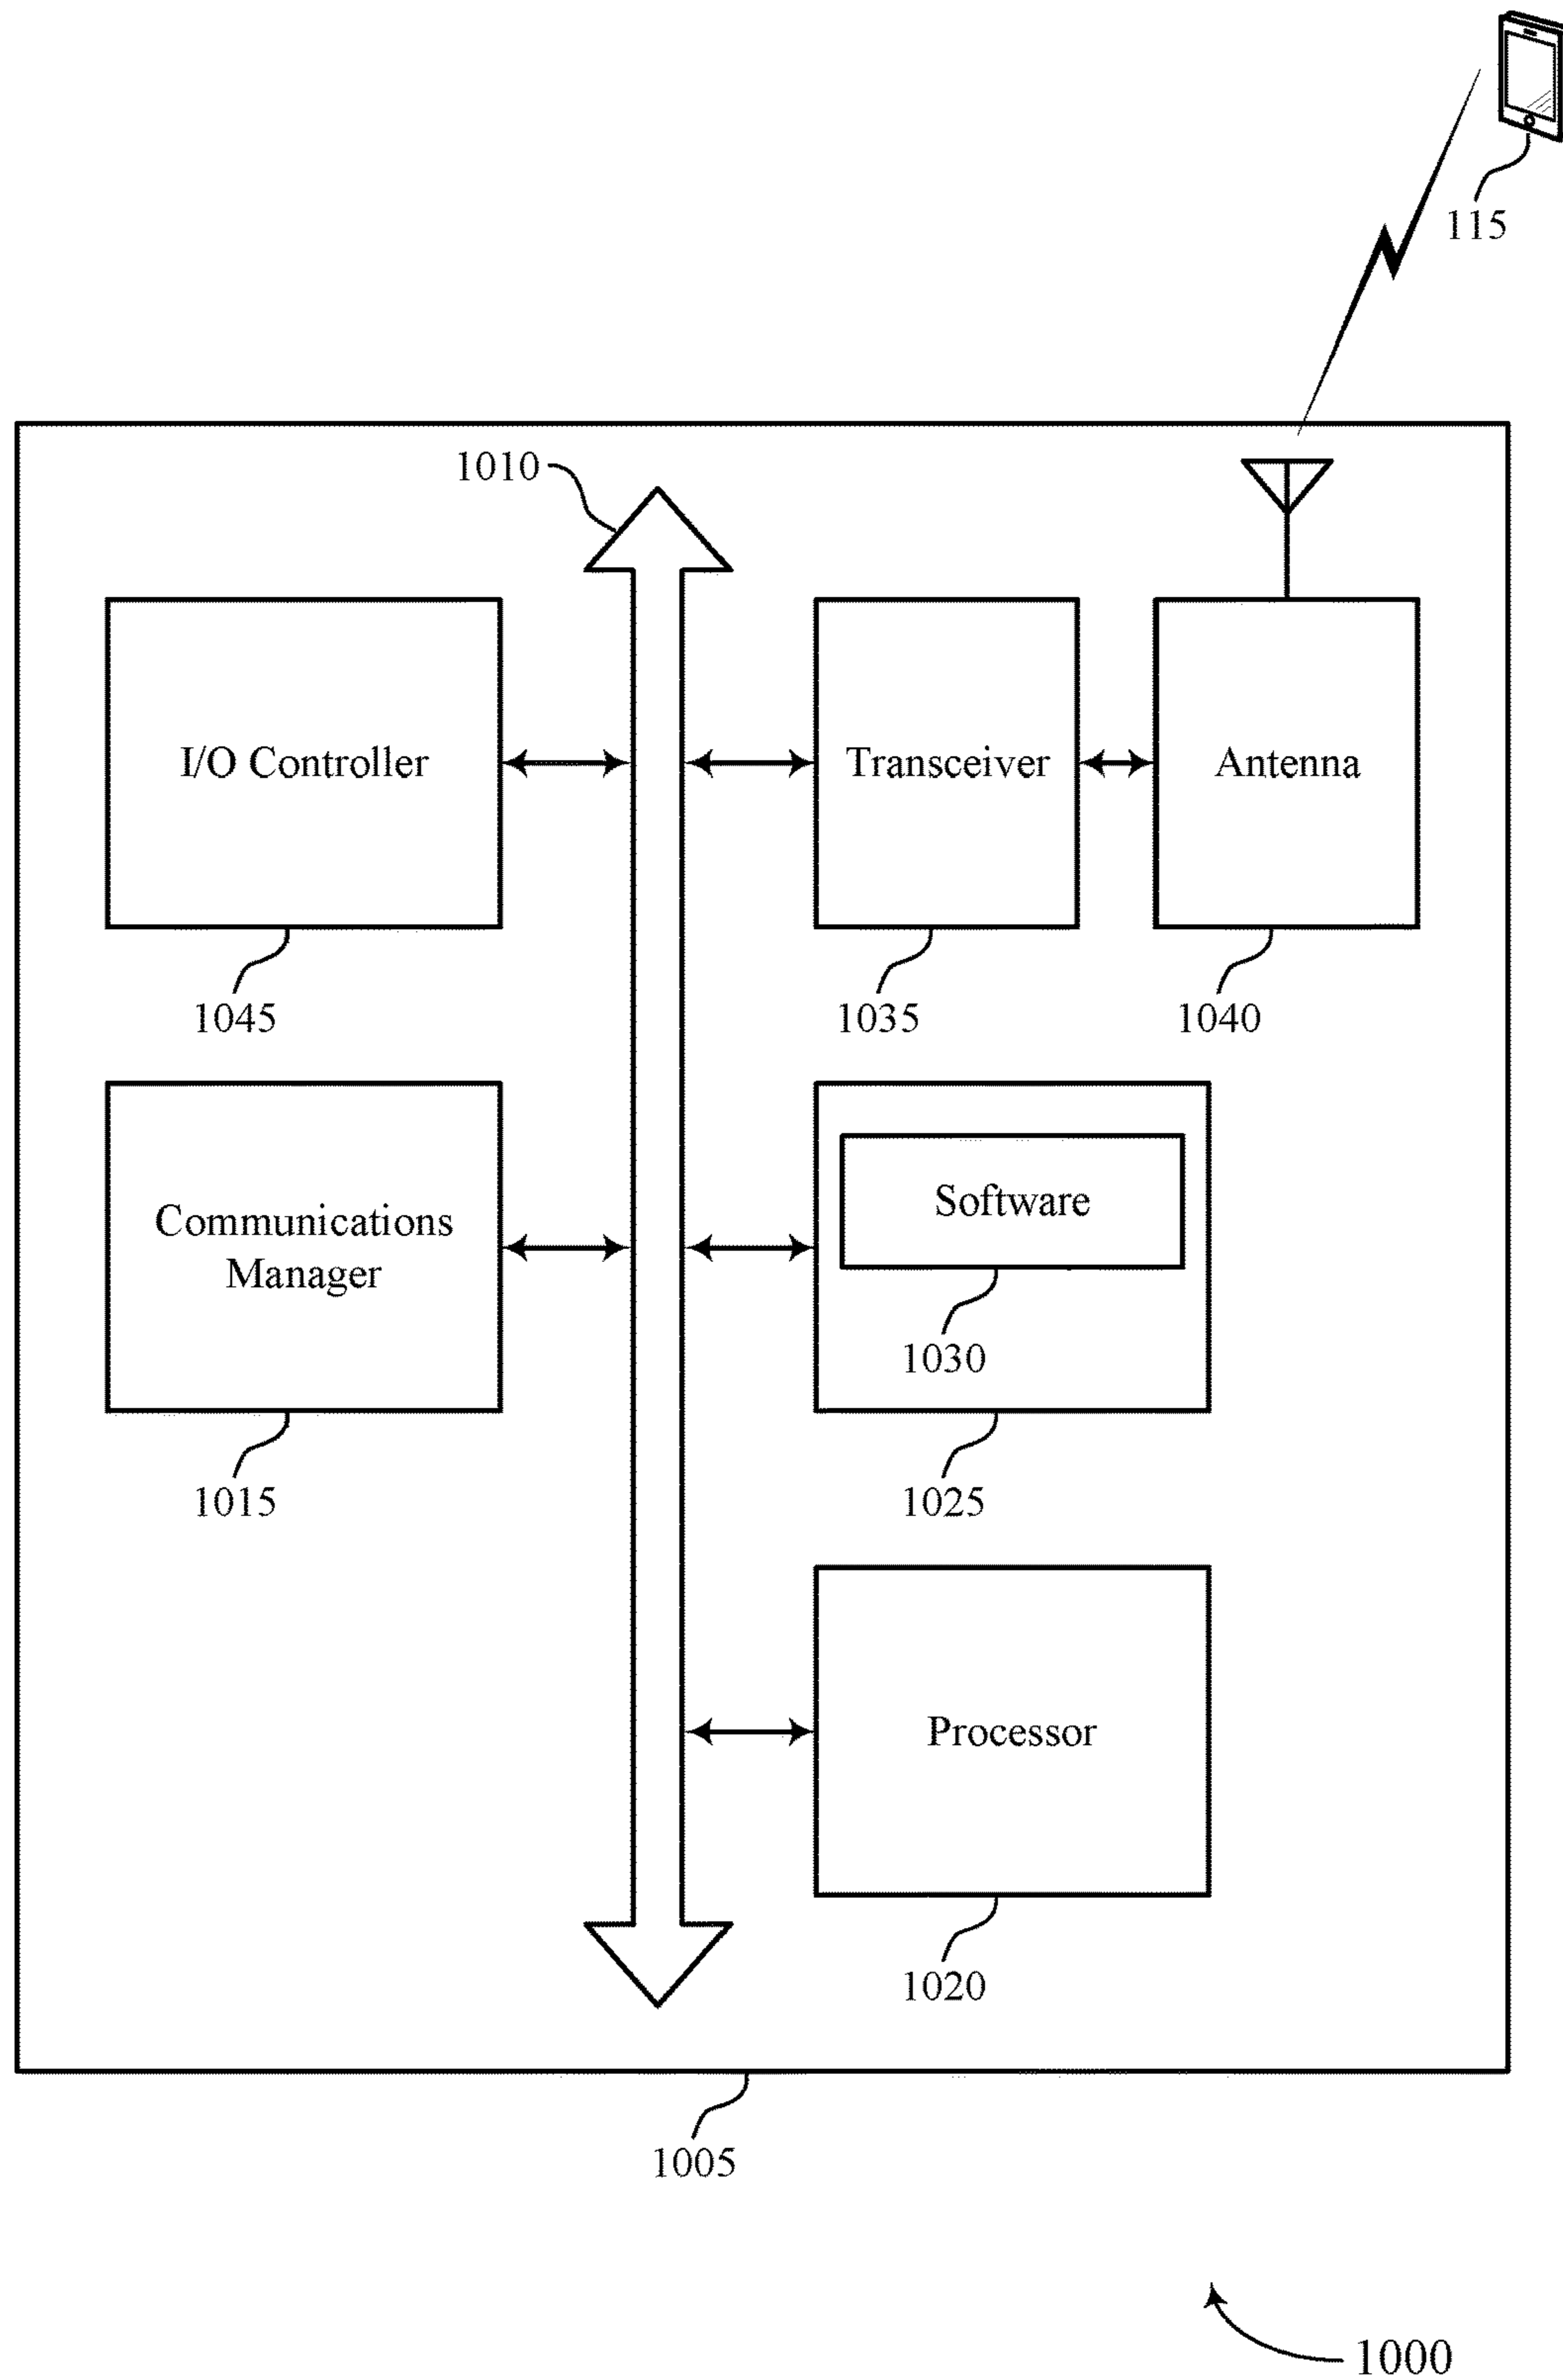 115
1010
I/O Controller
Transceiver
Antenna
1045
1035
1040
Communications
Manager
Software
1030
1015
1025
Processor
1020
1005
1000